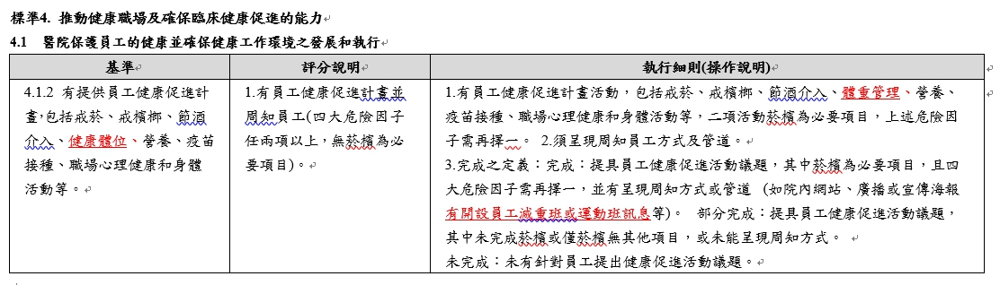 標準4. 推動健康職場及確保臨床健康促進的能力
4.1 醫院保護員工的健康並確保健康工作環境之發展和執行
基準
評分說明
執行細則(操作說明)
4.1.2 有提供員工健康促進計
畫,包括戒菸、戒檳榔、節酒
介入、健康體位、營養、疫苗
接種、職場心理健康和身體
活動等。
1.有員工健康促進計畫並
周知員工(四大危險因子
任兩項以上，無菸檳為必
要項目)。
1.有員工健康促進計畫活動，包括戒菸、戒檳榔、節酒介入、體重管理、營養、
疫苗接種、職場心理健康和身體活動等，二項活動菸檳為必要項目，上述危險因
子需再擇一。 2.須呈現周知員工方式及管道。
3.完成之定義：完成：提具員工健康促進活動議題，其中菸檳為必要項目，且四
大危險因子需再擇一，並有呈現周知方式或管道 (如院內網站、廣播或宣傳海報
有開設員工減重班或運動班訊息等)。 部分完成：提具員工健康促進活動議題，
其中未完成菸檳或僅菸檳無其他項目，或未能呈現周知方式。
未完成：未有針對員工提出健康促進活動議題。